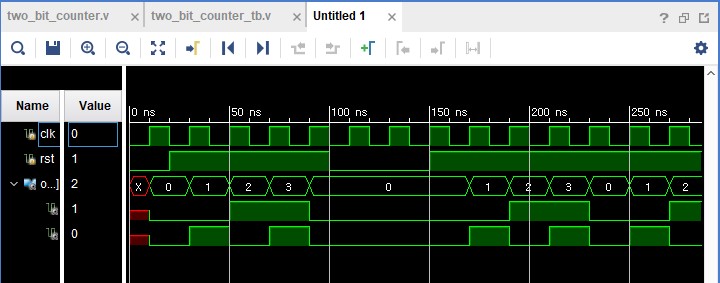 two_bit_counter.v × two_bit_counter_tb.v × Untitled 1 ×
? 
Name Value
0 ns 50 ns 100 ns 150 ns 200 ns 250 ns
clk 0
rst 1
o...] 2 X 0 1 2 3 0 1 2 3 0 1 2
1
0